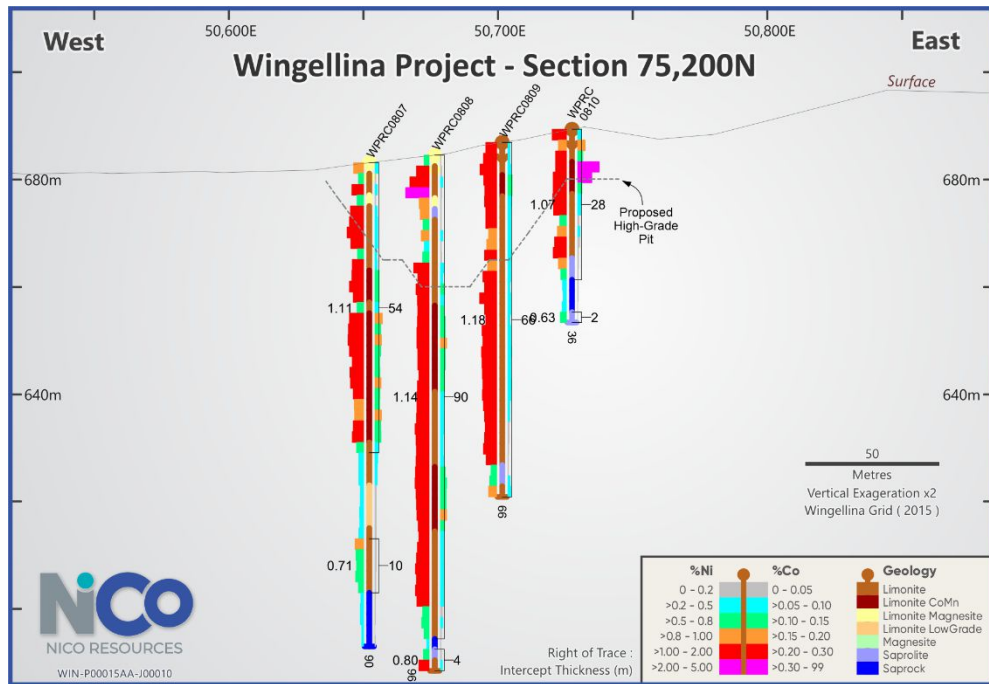 50,600E
50,700E
50,800E
West
East
Wingellina Project - Section 75,200N
Surface
WPRC0807
WPRC0808
WPRC0809
WPRC
0810
680m
680m
Proposed
High-Grade
Pit
1.07
28
1.11
54
1.18
66
0.63
2
36
640m
640m
1.14
90
50
Metres
Vertical Exageration x2
Wingellina Grid ( 2015 )
66
0.71
10
90
0.80
4
96
NiCo
NICO RESOURCES
WIN-P00015AA-J00010
Right of Trace :
Intercept Thickness (m)
%Ni
%Co
Geology
0 - 0.2
0 - 0.05
Limonite
>0.2 - 0.5
>0.05 - 0.10
Limonite CoMn
>0.5 - 0.8
>0.10 - 0.15
Limonite Magnesite
>0.8 - 1.00
>0.15 - 0.20
Limonite LowGrade
Magnesite
>1.00 - 2.00
>0.20 - 0.30
Saprolite
>2.00 - 5.00
>0.30 - 99
Saprock